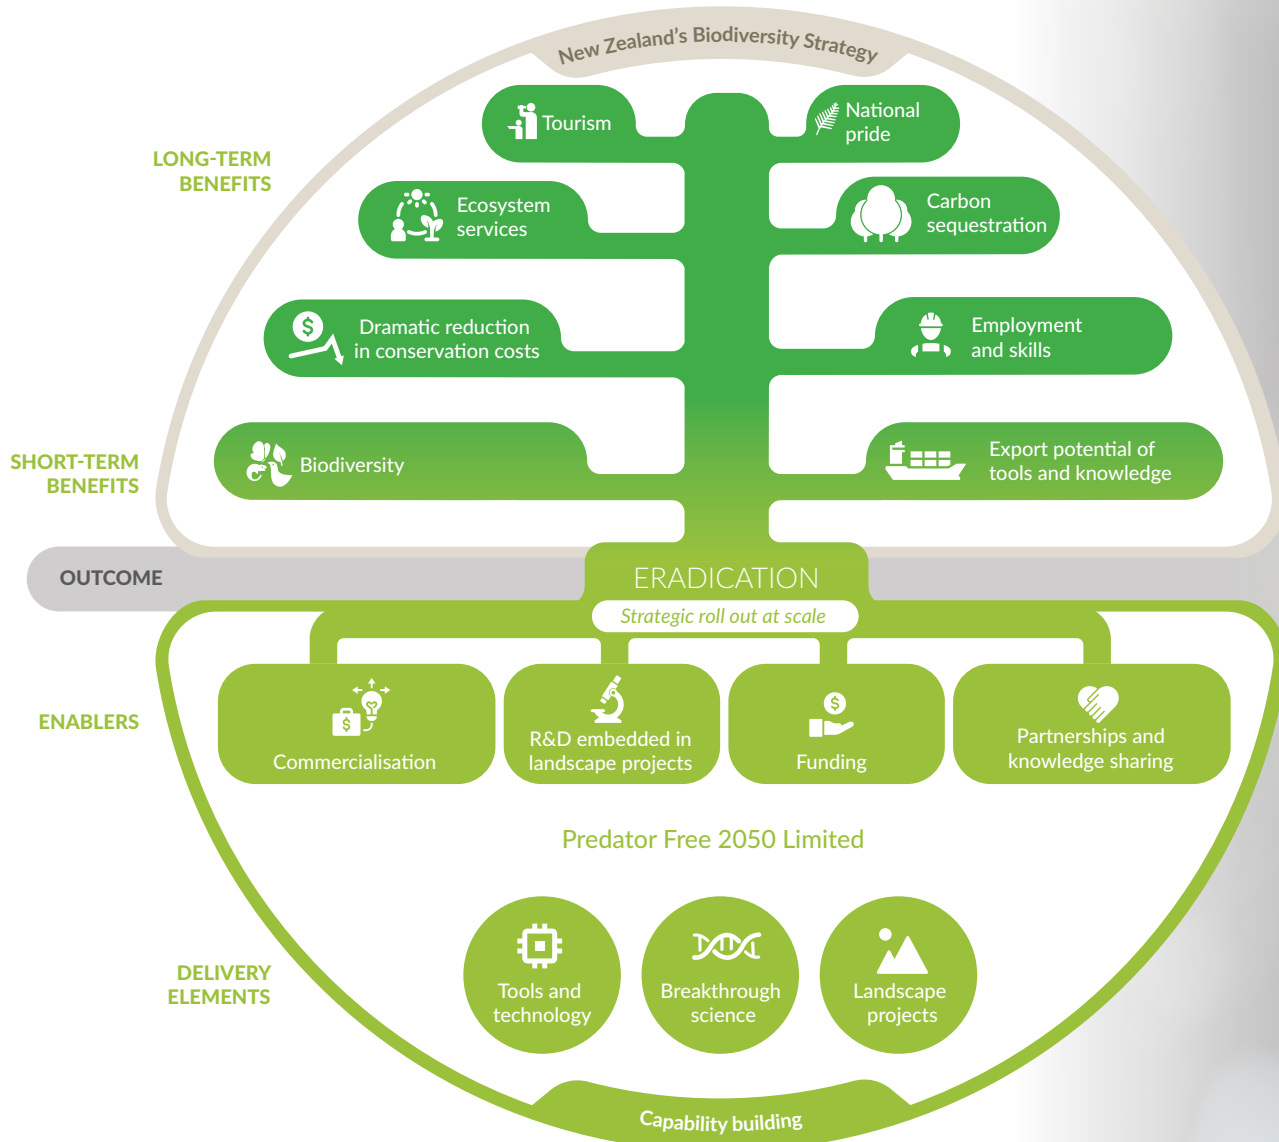 New Zealand's Biodiversity Strategy
LONG-TERM
BENEFITS
Tourism
National
pride
Ecosystem
services
Carbon
sequestration
$
Dramatic reduction
in conservation costs
Employment
and skills
SHORT-TERM
BENEFITS
Biodiversity
Export potential of
tools and knowledge
OUTCOME
ERADICATION
Strategic roll out at scale
ENABLERS
$
Commercialisation
R&D embedded in
landscape projects
$
Funding
Partnerships and
knowledge sharing
Predator Free 2050 Limited
DELIVERY
ELEMENTS
Tools and
technology
Breakthrough
science
Landscape
projects
Capability building